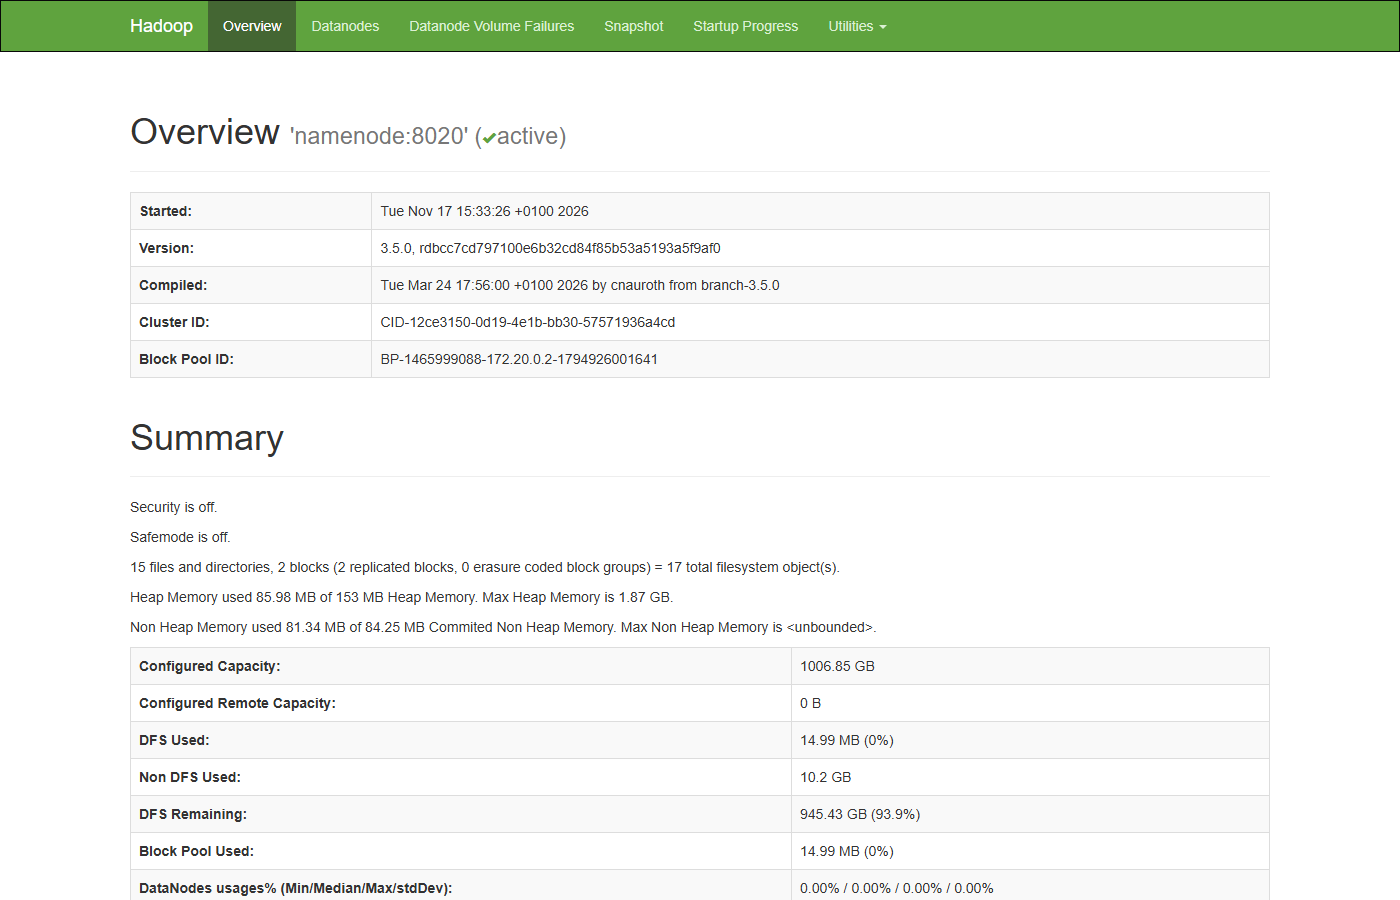 Hadoop Overview Datanodes Datanode Volume Failures Snapshot Startup Progress Utilities
Overview 'namenode:8020' (✔active)
Started: Tue Nov 17 15:33:26 +0100 2026
Version: 3.5.0, rdbcc7cd797100e6b32cd84f85b53a5193a5f9af0
Compiled: Tue Mar 24 17:56:00 +0100 2026 by cnauroth from branch-3.5.0
Cluster ID: CID-12ce3150-0d19-4e1b-bb30-57571936a4cd
Block Pool ID: BP-1465999088-172.20.0.2-1794926001641
Summary
Security is off.
Safemode is off.
15 files and directories, 2 blocks (2 replicated blocks, 0 erasure coded block groups) = 17 total filesystem object(s).
Heap Memory used 85.98 MB of 153 MB Heap Memory. Max Heap Memory is 1.87 GB.
Non Heap Memory used 81.34 MB of 84.25 MB Commited Non Heap Memory. Max Non Heap Memory is <unbounded>.
Configured Capacity: 1006.85 GB
Configured Remote Capacity: 0 B
DFS Used: 14.99 MB (0%)
Non DFS Used: 10.2 GB
DFS Remaining: 945.43 GB (93.9%)
Block Pool Used: 14.99 MB (0%)
DataNodes usages% (Min/Median/Max/stdDev): 0.00% / 0.00% / 0.00% / 0.00%